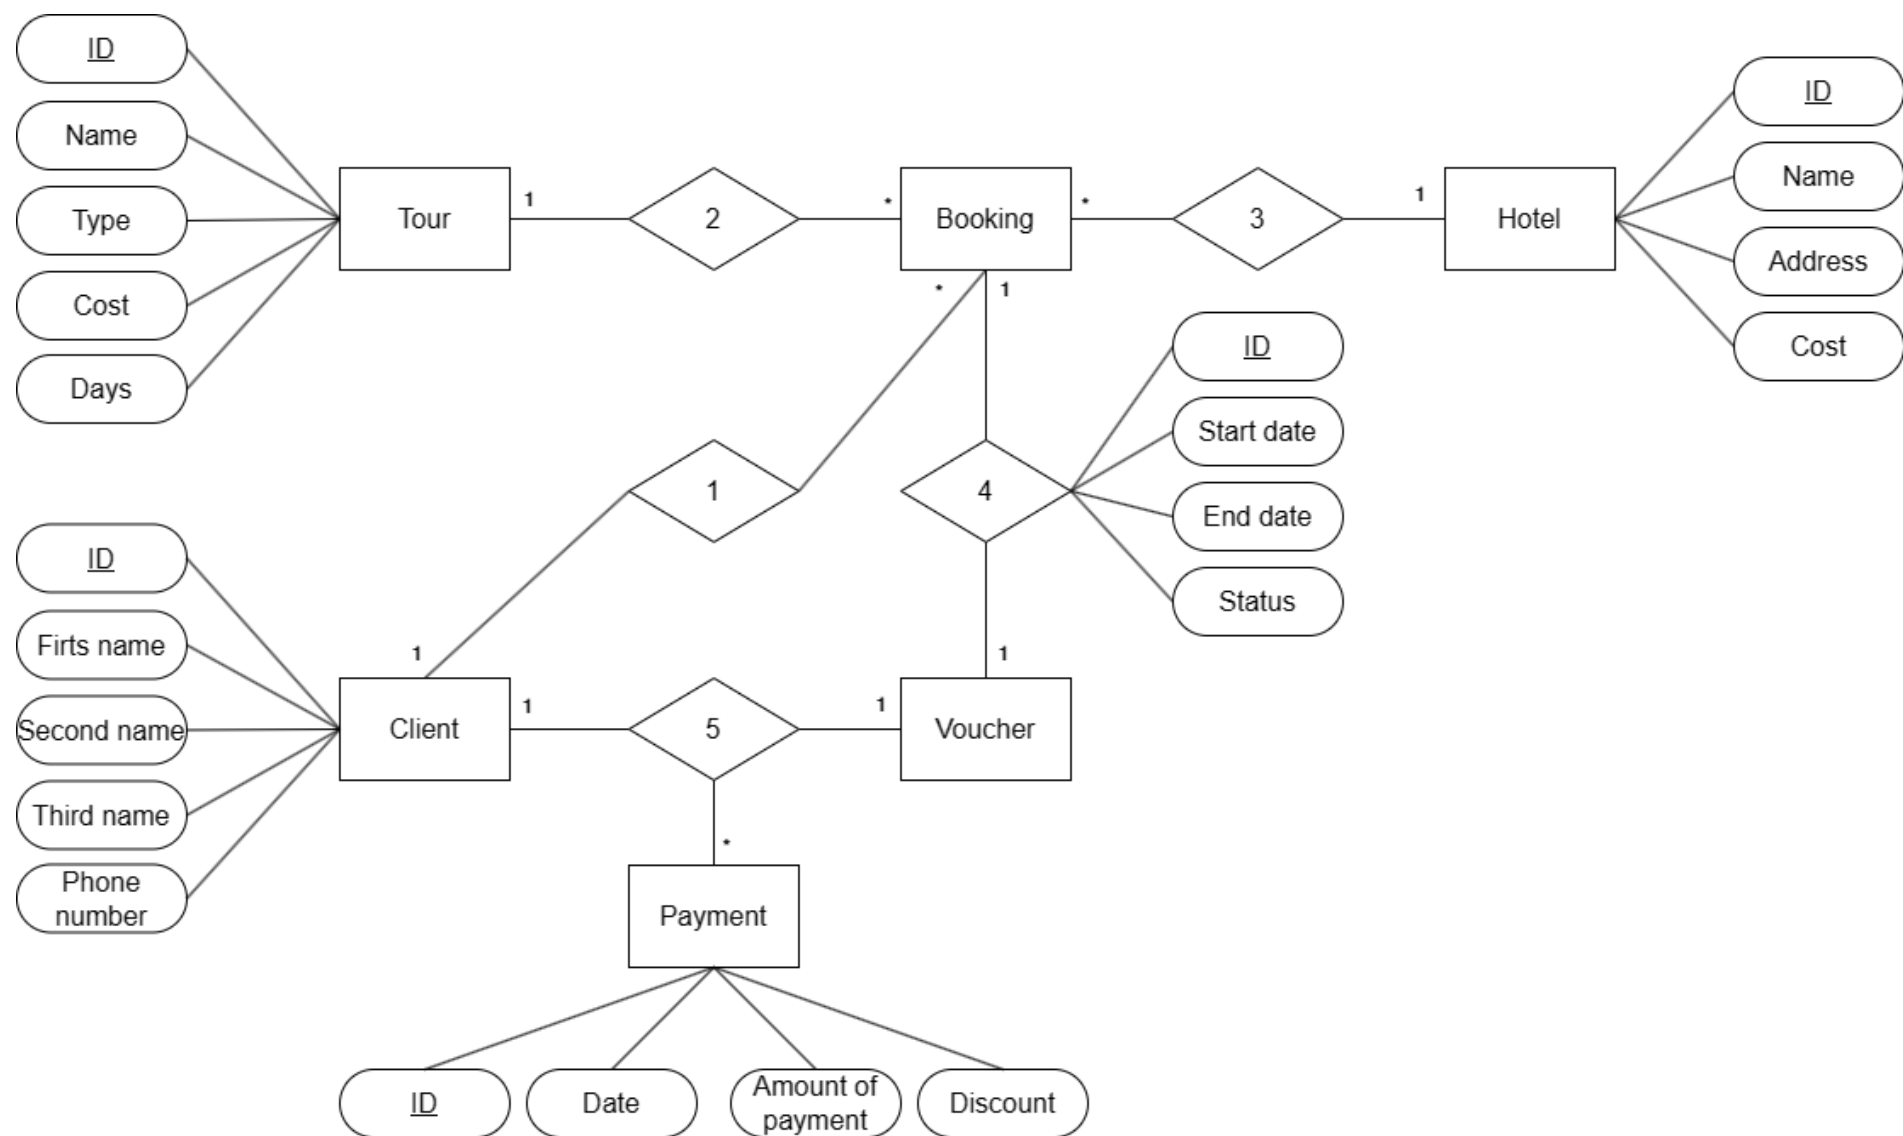 ID
Name
Type
Cost
Days
Tour
1
2
*
Booking
*
3
1
Hotel
ID
Name
Address
Cost
*
1
1
1
4
1
ID
Start date
End date
Status
ID
Firts name
Second name
Third name
Phone
number
Client
1
5
1
Voucher
*
Payment
ID
Date
Amount of
payment
Discount